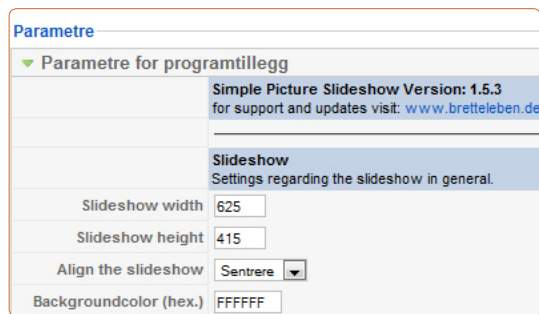 Parametre
Parametre for programtillegg
Simple Picture Slideshow Version: 1.5.3
for support and updates visit: www.bretteleben.de
Slideshow
Settings regarding the slideshow in general.
Slideshow width 625
Slideshow height 415
Align the slideshow Sentrere
Backgroundcolor (hex.) FFFFFF